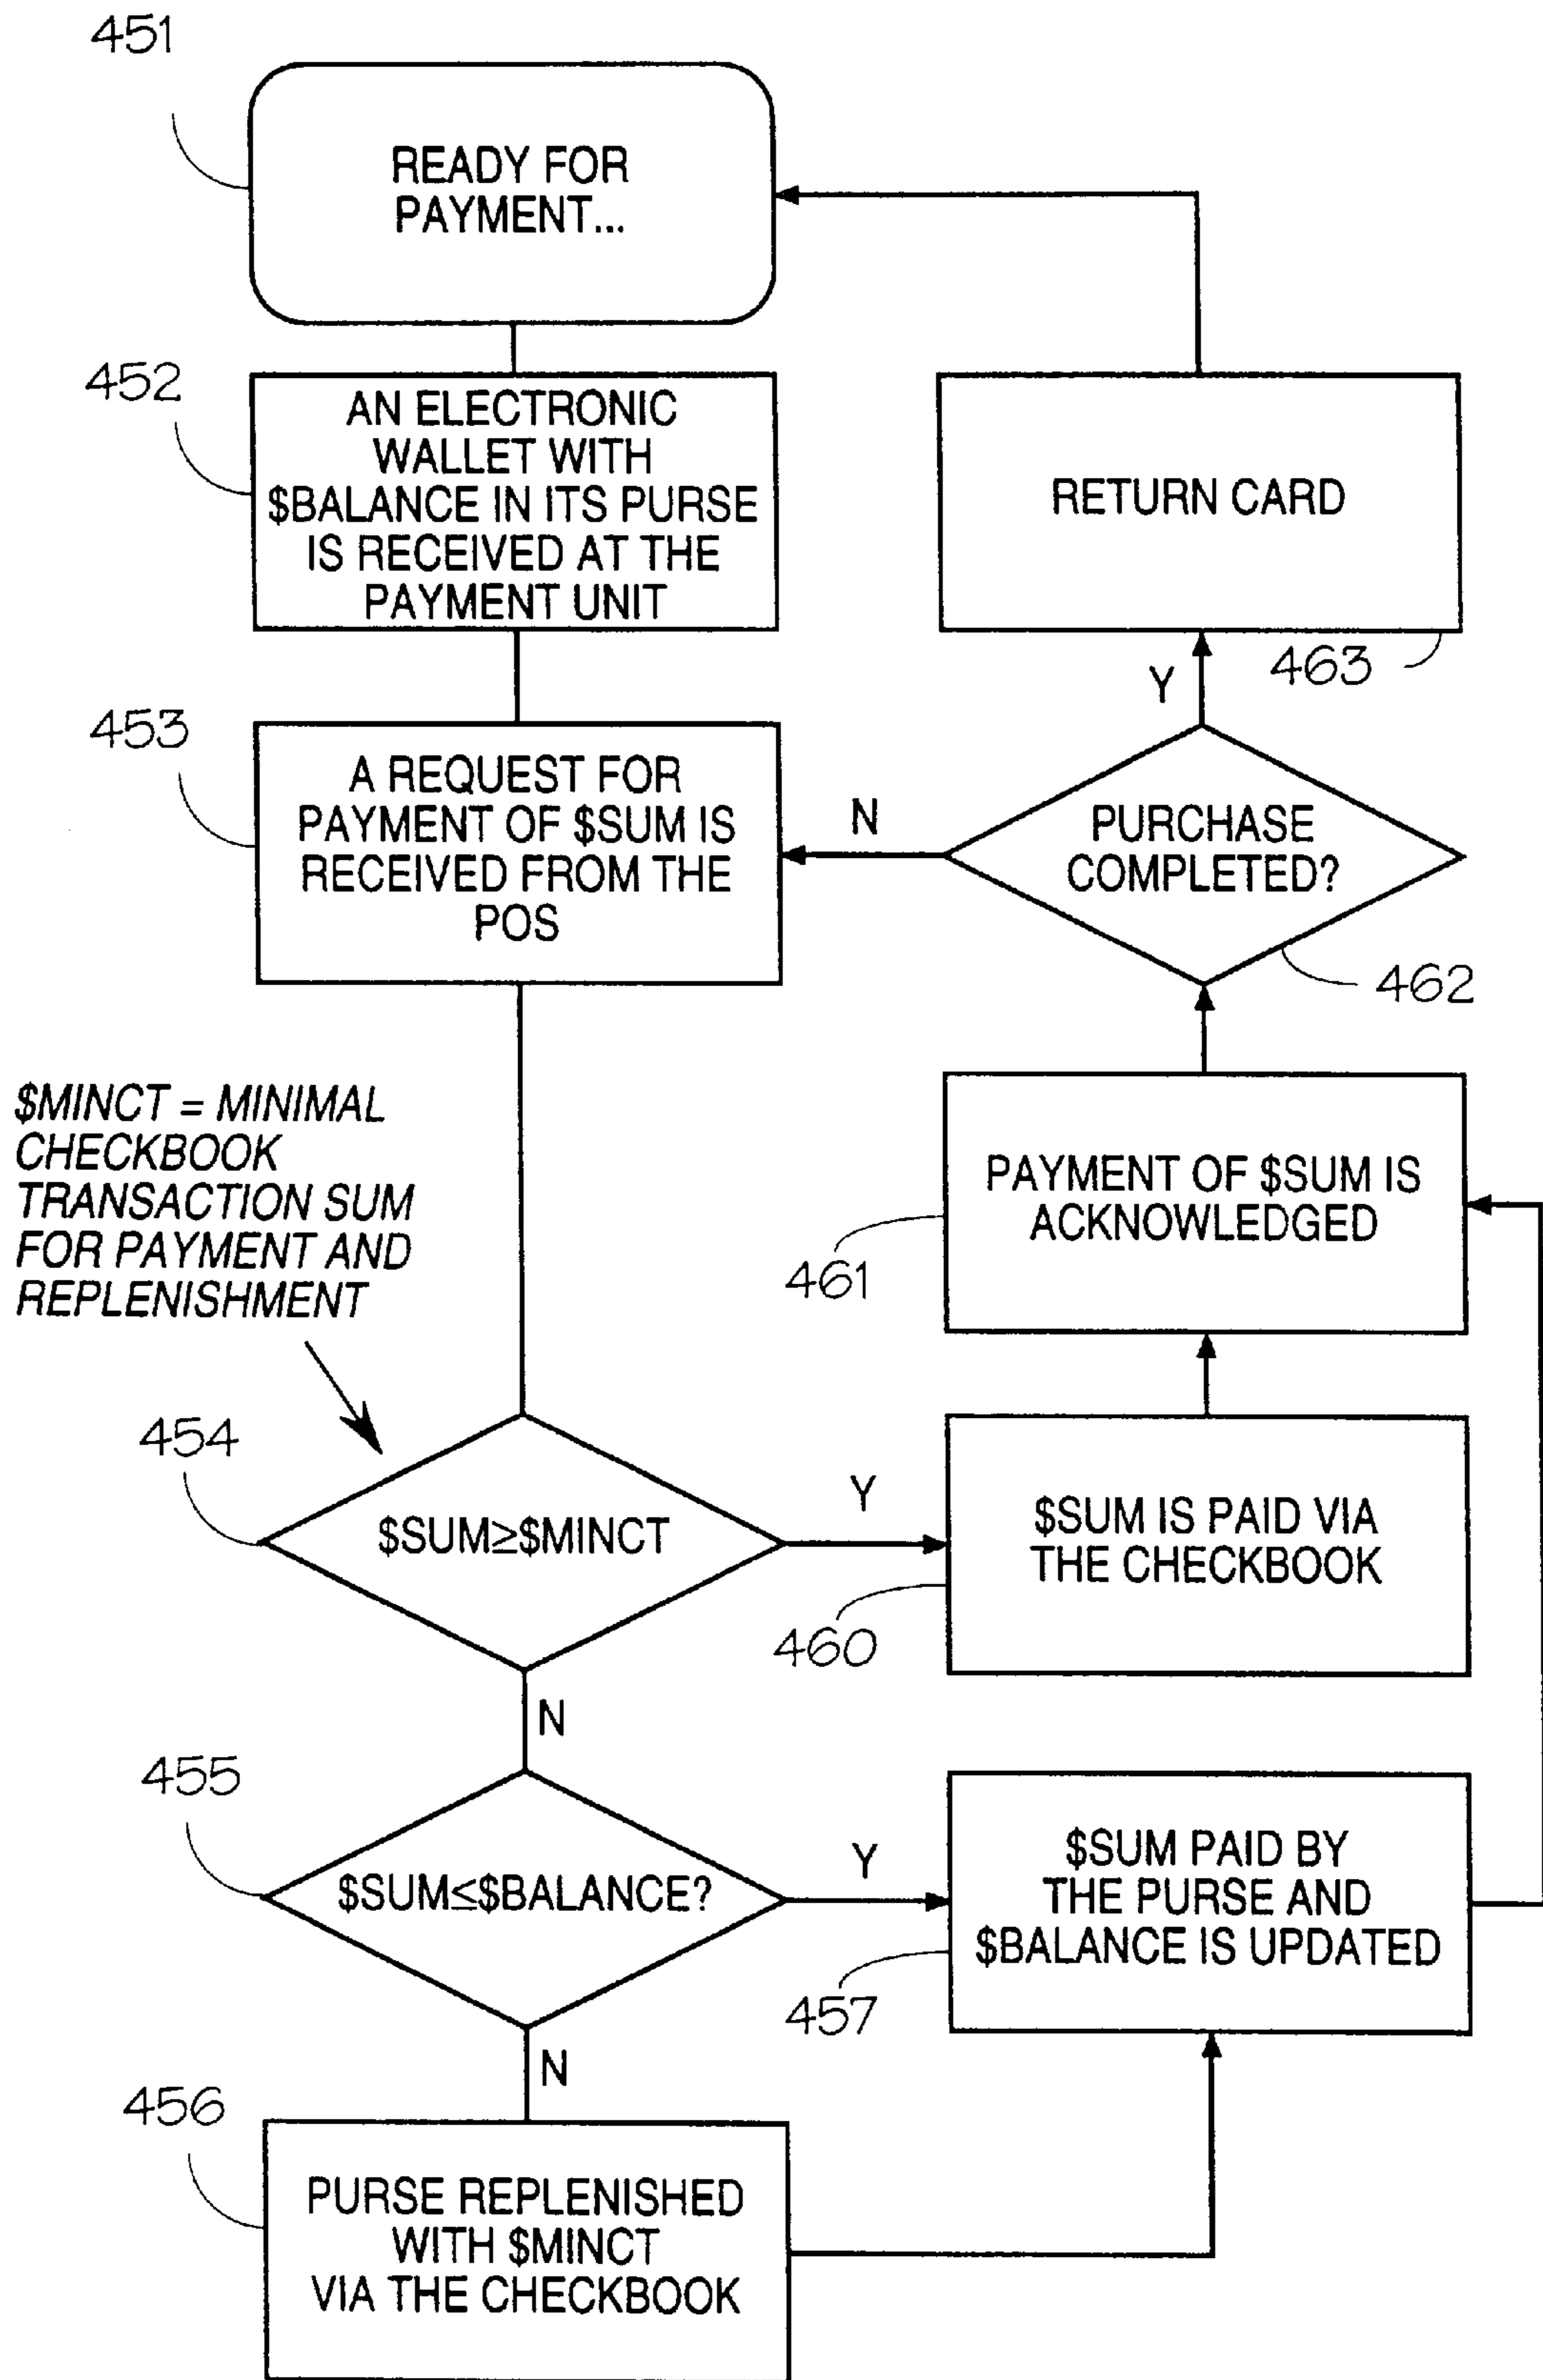 451
READY FOR
PAYMENT...
452
AN ELECTRONIC
WALLET WITH
$BALANCE IN ITS PURSE
IS RECEIVED AT THE
PAYMENT UNIT
RETURN CARD
463
Y
453
A REQUEST FOR
PAYMENT OF $SUM IS
RECEIVED FROM THE
POS
N
PURCHASE
COMPLETED?
462
$MINCT = MINIMAL
CHECKBOOK
TRANSACTION SUM
FOR PAYMENT AND
REPLENISHMENT
PAYMENT OF $SUM IS
ACKNOWLEDGED
461
454
$SUM≥$MINCT
Y
$SUM IS PAID VIA
THE CHECKBOOK
460
N
455
$SUM≤$BALANCE?
Y
$SUM PAID BY
THE PURSE AND
$BALANCE IS UPDATED
457
N
456
PURSE REPLENISHED
WITH $MINCT
VIA THE CHECKBOOK